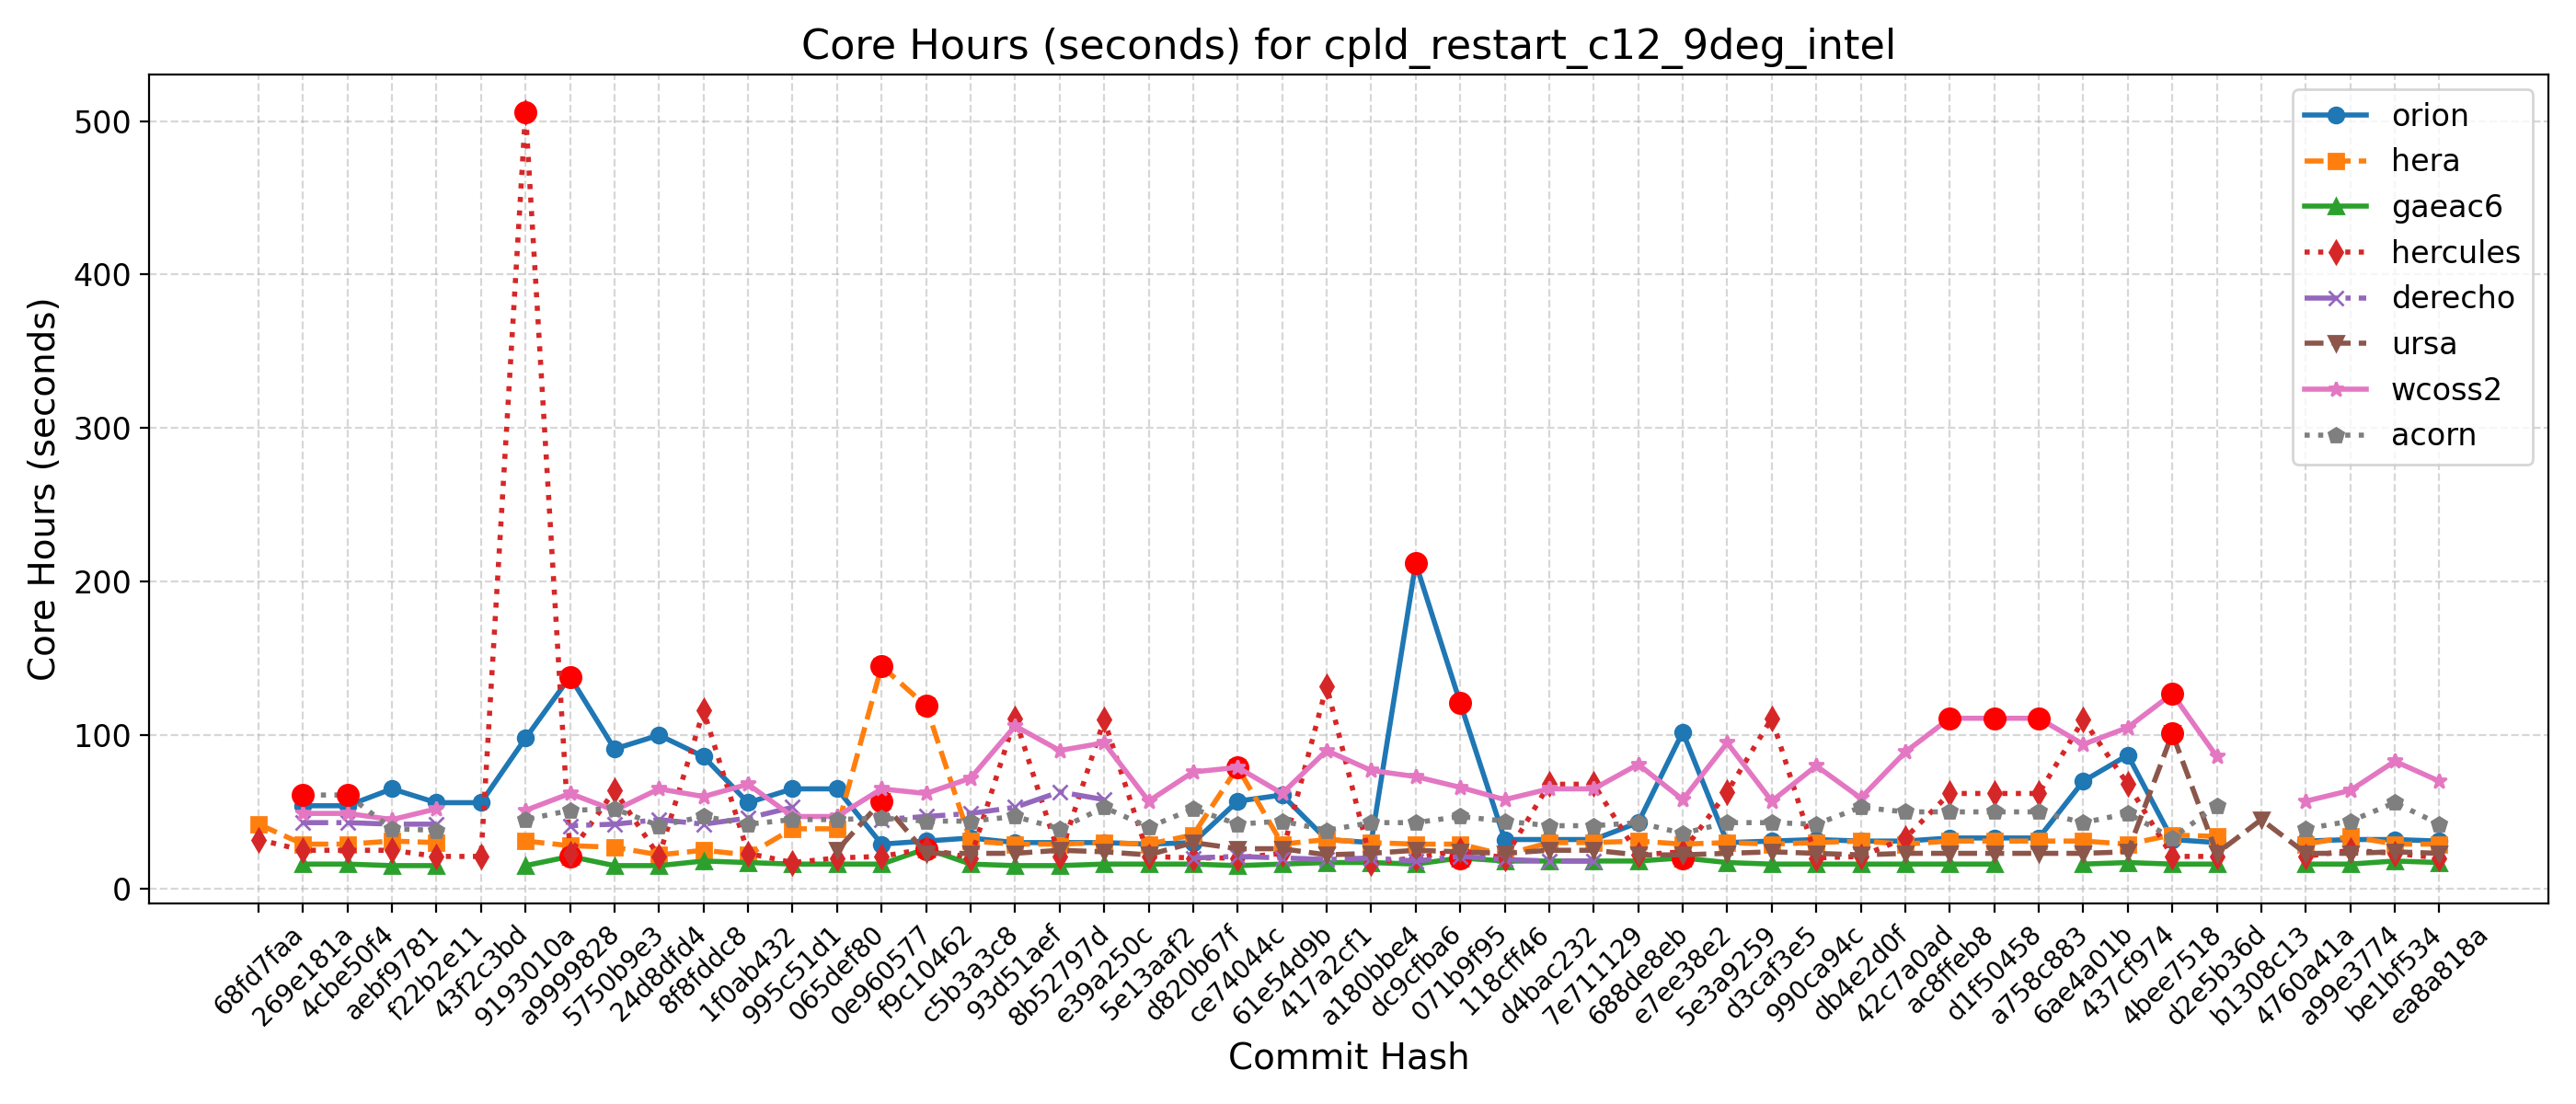 Core Hours (seconds) for cpld_restart_c12_9deg_intel
Core Hours (seconds)
500
400
300
200
100
0
orion
hera
gaeac6
hercules
derecho
ursa
wcoss2
acorn
68fd7faa
269e181a
4cbe50f4
aebf9781
f22b2e11
43f2c3bd
9193010a
a9999828
5750b9e3
24d8dfd4
8f8fddc8
1f0ab432
995c51d1
065def80
0e960577
f9c10462
c5b3a3c8
93d51aef
8b52797d
e39a250c
5e13aaf2
d820b67f
ce74044c
61e54d9b
417a2cf1
a180bbe4
dc9cfba6
071b9f95
118cff46
d4bac232
7e711129
688de8eb
e7ee38e2
5e3a9259
d3caf3e5
990ca94c
db4e2d0f
42c7a0ad
ac8ffeb8
d1f50458
a758c883
6ae4a01b
437cf974
4bee7518
d2e5b36d
b1308c13
4760a41a
a99e3774
be1bf534
ea8a818a
Commit Hash